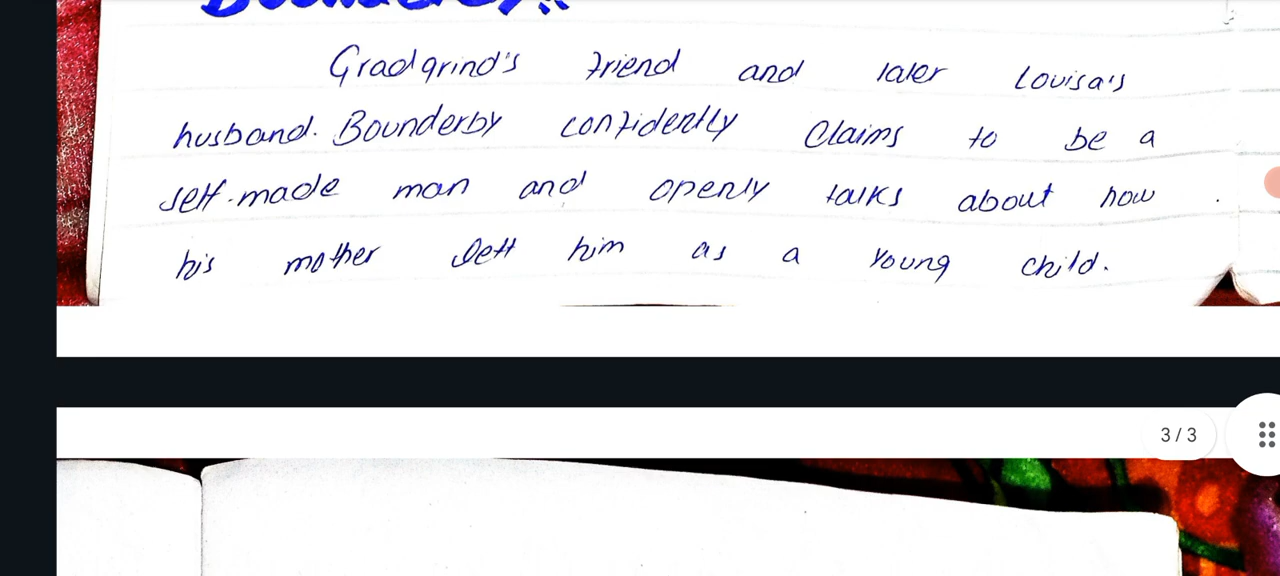 Gradgrind's friend and later Louisa's
husband. Bounderby confidently Claims to be a
self-made man and openly talks about how
his mother left him as a young child.
3 / 3